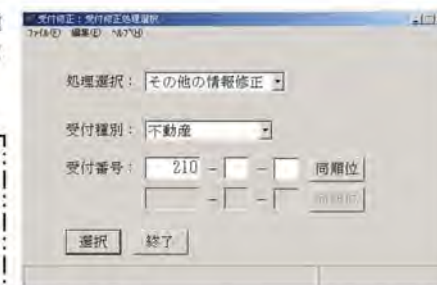 受付修正：受付修正処理選択
ﾌｧｲﾙ(F) 編集(E) ﾍﾙﾌﾟ(H)
処理選択： その他の情報修正
受付種別： 不動産
受付番号： 210 - - 同順位
- -
選択 終了